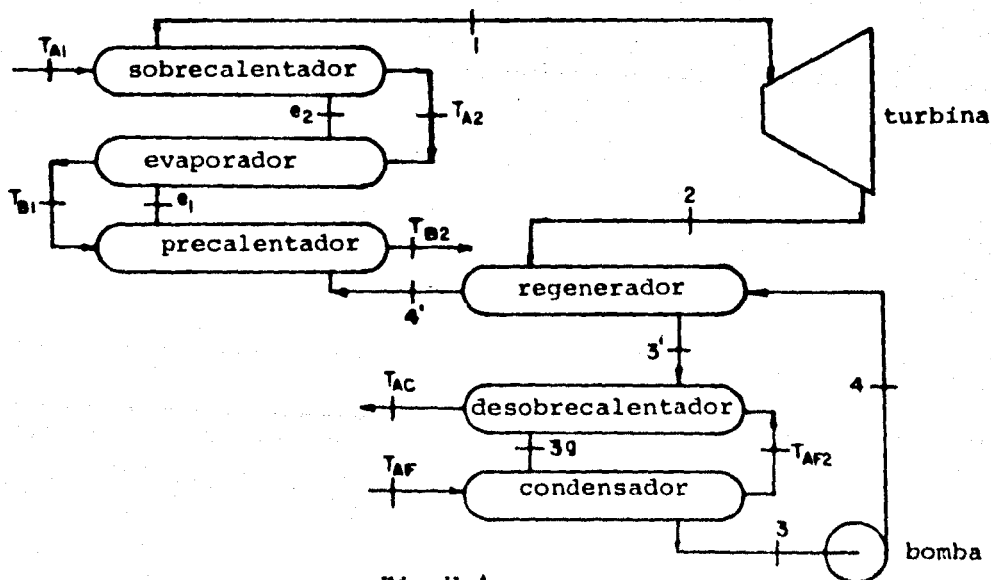 1
T_A1
sobrecalentador
e_2
T_A2
turbina
evaporador
T_B1
e_1
2
precalentador
T_B2
regenerador
4'
3'
4
T_AC
desobrecalentador
3g
T_AF2
T_AF
condensador
3
bomba